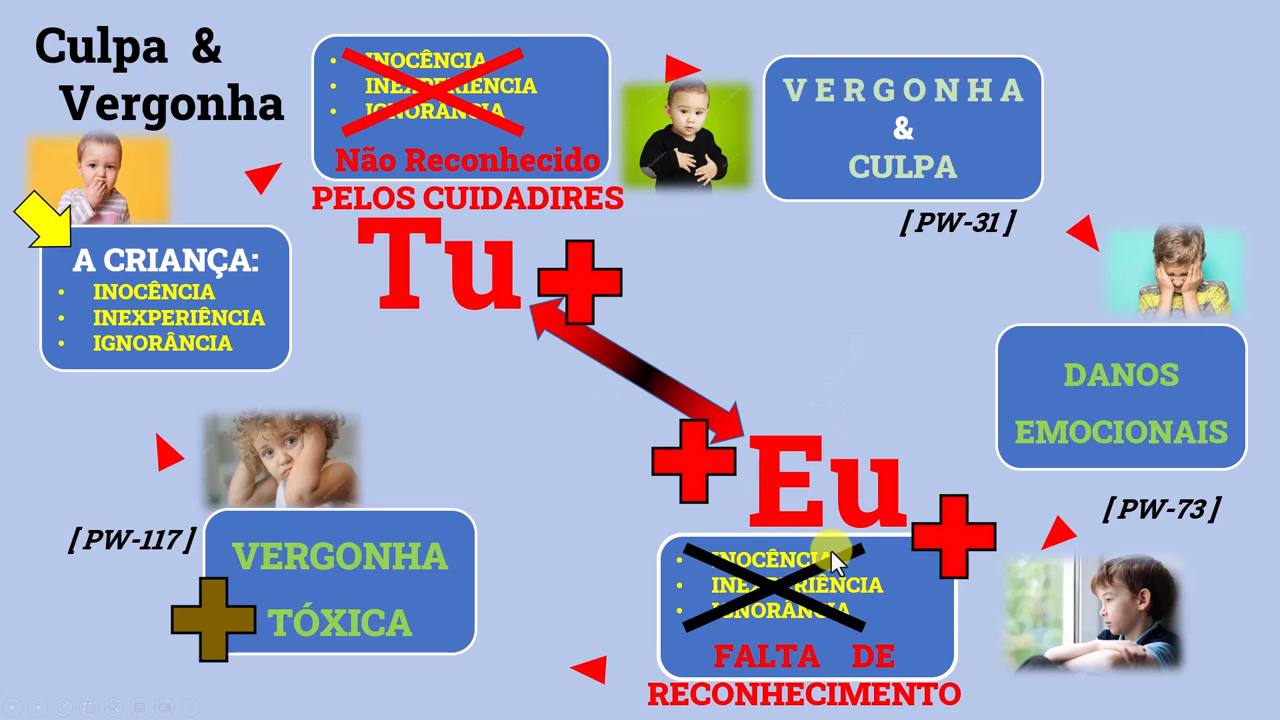 Culpa &
Vergonha
• INOCÊNCIA
• INEXPERIÊNCIA
• IGNORÂNCIA
Não Reconhecido
PELOS CUIDADIRES
VERGONHA
&
CULPA
[ PW-31 ]
A CRIANÇA:
• INOCÊNCIA
• INEXPERIÊNCIA
• IGNORÂNCIA
Tu
DANOS
EMOCIONAIS
[ PW-73 ]
Eu
• INOCÊNCIA
• INEXPERIÊNCIA
• IGNORÂNCIA
FALTA DE
RECONHECIMENTO
[ PW-117 ]
VERGONHA
TÓXICA